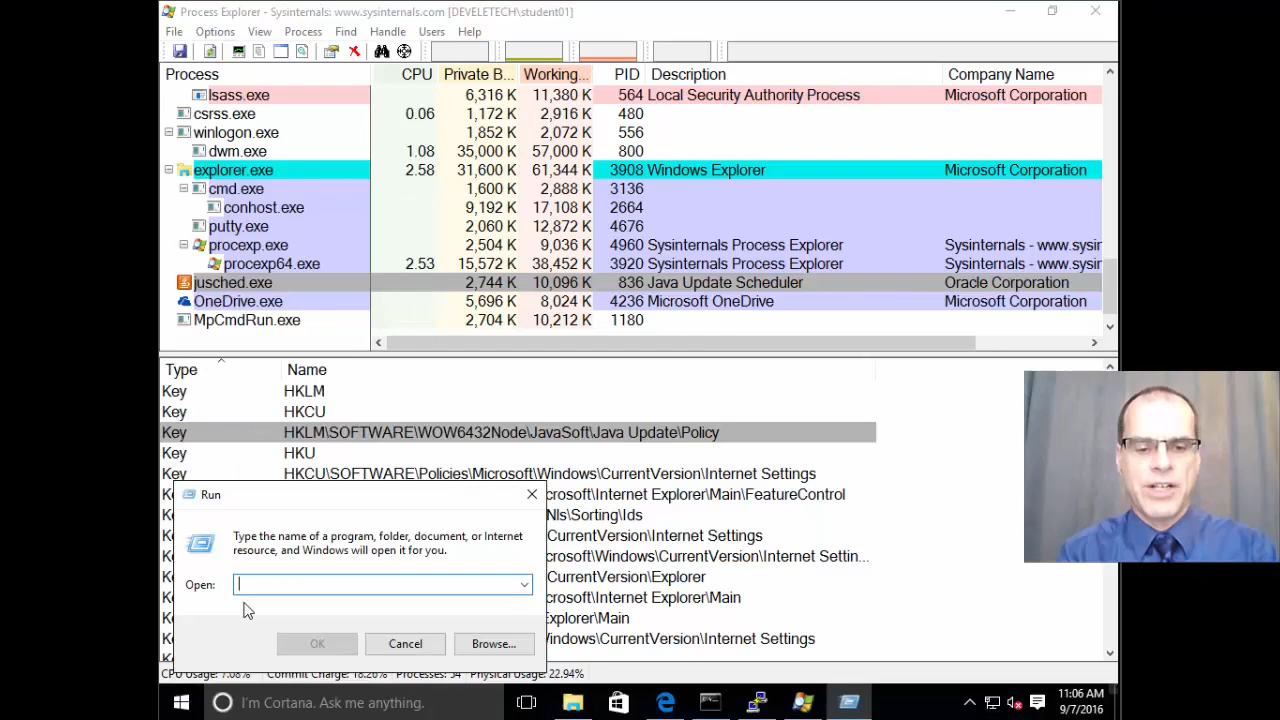 Process Explorer - Sysinternals: www.sysinternals.com [DEVELETECH\student01]
File Options View Process Find Handle Users Help
Process CPU Private B... Working... PID Description Company Name
lsass.exe 6,316 K 11,380 K 564 Local Security Authority Process Microsoft Corporation
csrss.exe 0.06 1,172 K 2,916 K 480
winlogon.exe 1,852 K 2,072 K 556
dwm.exe 1.08 35,000 K 57,000 K 800
explorer.exe 2.58 31,600 K 61,344 K 3908 Windows Explorer Microsoft Corporation
cmd.exe 1,600 K 2,888 K 3136
conhost.exe 9,192 K 17,108 K 2664
putty.exe 2,060 K 12,872 K 4676
procexp.exe 2,504 K 9,036 K 4960 Sysinternals Process Explorer Sysinternals - www.sysir
procexp64.exe 2.53 15,572 K 38,452 K 3920 Sysinternals Process Explorer Sysinternals - www.sysir
jusched.exe 2,744 K 10,096 K 836 Java Update Scheduler Oracle Corporation
OneDrive.exe 5,696 K 8,024 K 4236 Microsoft OneDrive Microsoft Corporation
MpCmdRun.exe 2,704 K 10,212 K 1180
Type Name
Key HKLM
Key HKCU
Key HKLM\SOFTWARE\WOW6432Node\JavaSoft\Java Update\Policy
Key HKU
Key HKCU\SOFTWARE\Policies\Microsoft\Windows\CurrentVersion\Internet Settings
crosoft\Internet Explorer\Main\FeatureControl
Nls\Sorting\Ids
CurrentVersion\Internet Settings
crosoft\Windows\CurrentVersion\Internet Settin...
CurrentVersion\Explorer
crosoft\Internet Explorer\Main
Explorer\Main
Windows\CurrentVersion\Internet Settings
Run
Type the name of a program, folder, document, or Internet
resource, and Windows will open it for you.
Open:
OK Cancel Browse...
CPU Usage: 7.08% Commit Charge: 18.26% Processes: 54 Physical Usage: 22.94%
I'm Cortana. Ask me anything.
11:06 AM
9/7/2016